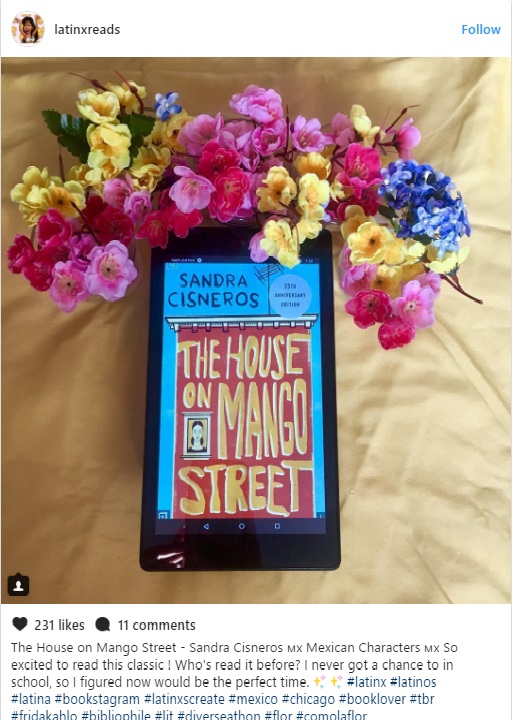 latinxreads
Follow
SANDRA
CISNEROS
25TH
ANNIVERSARY
EDITION
THE HOUSE
ON MANGO
STREET
231 likes 11 comments
The House on Mango Street - Sandra Cisneros ᴍx Mexican Characters ᴍx So
excited to read this classic ! Who's read it before? I never got a chance to in
school, so I figured now would be the perfect time. ✨ ✨ #latinx #latinos
#latina #bookstagram #latinxscreate #mexico #chicago #booklover #tbr
#fridakahlo #bibliophile #lit #diverseathon #flor #comolaflor